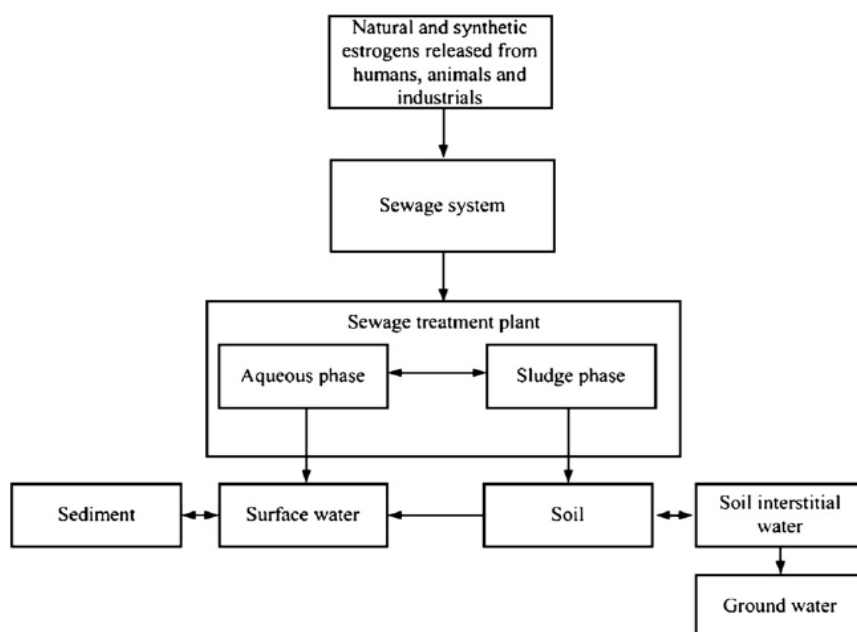 Natural and synthetic
estrogens released from
humans, animals and
industrials
Sewage system
Sewage treatment plant
Aqueous phase
Sludge phase
Sediment
Surface water
Soil
Soil interstitial
water
Ground water